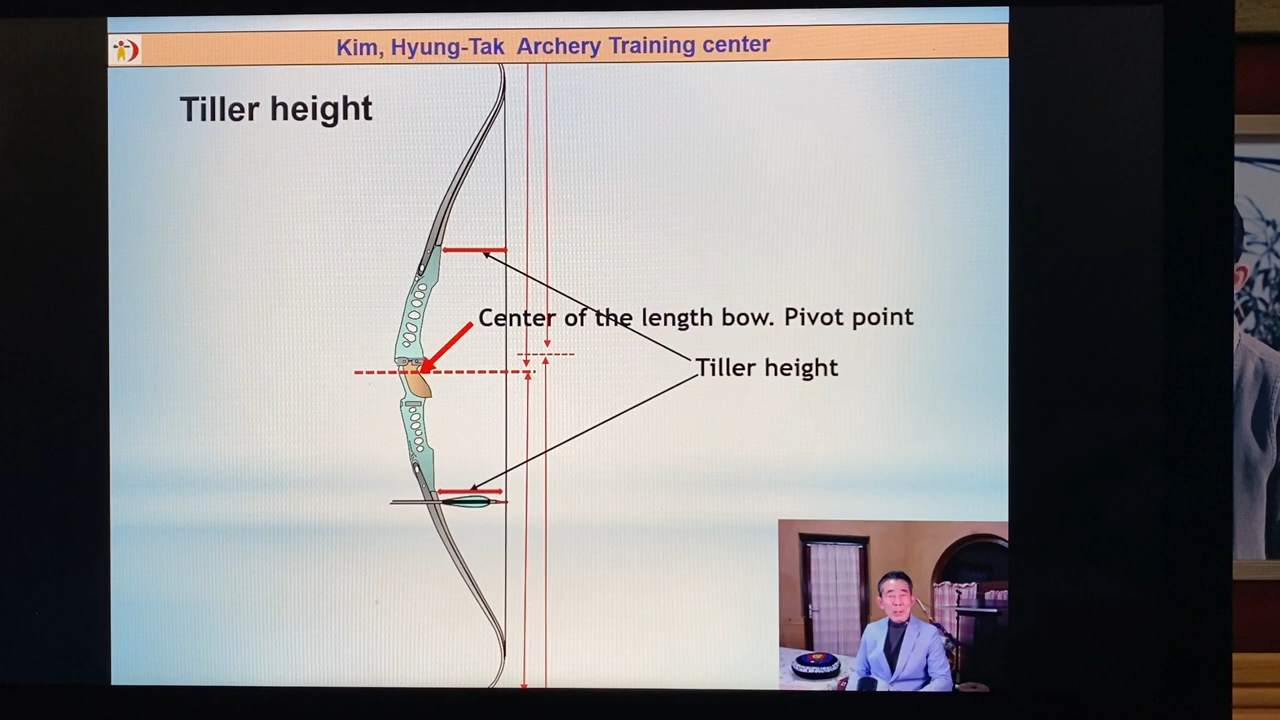 Kim, Hyung-Tak Archery Training center
Tiller height
Center of the length bow. Pivot point
Tiller height